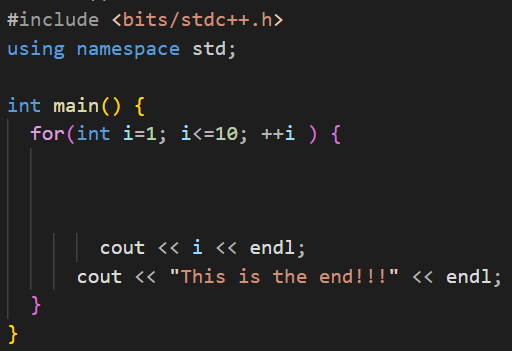 #include <bits/stdc++.h>
using namespace std;

int main() {
  for(int i=1; i<=10; ++i ) {



        cout << i << endl;
      cout << "This is the end!!!" << endl;
  }
}